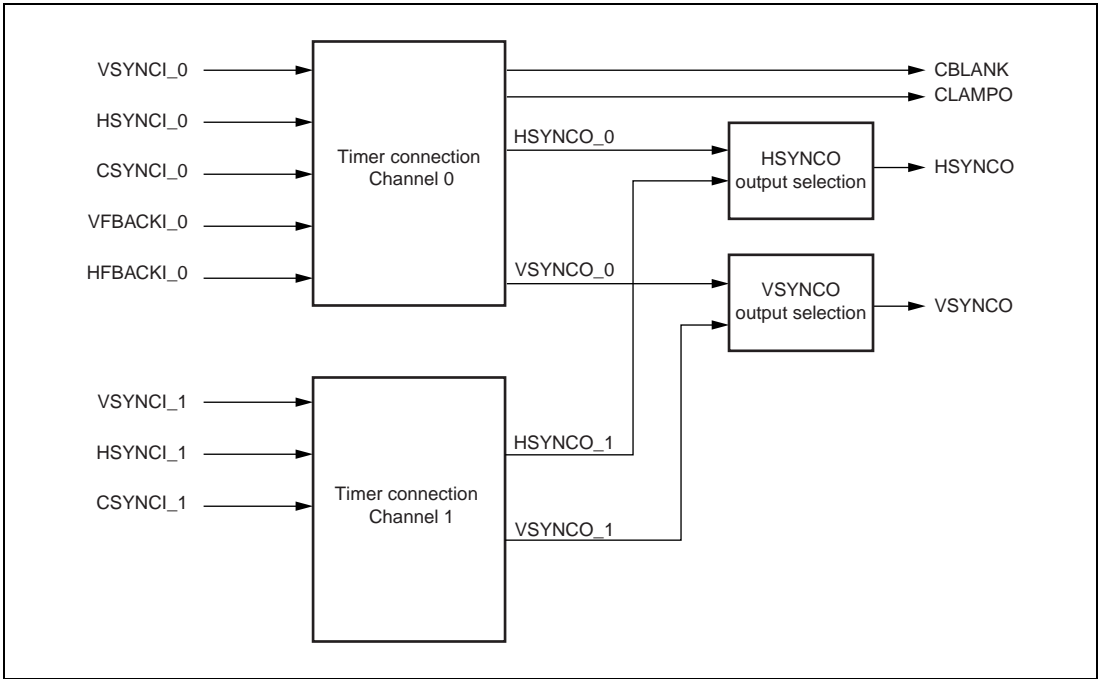 VSYNCI_0
HSYNCI_0
CSYNCI_0
VFBACKI_0
HFBACKI_0
Timer connection
Channel 0
CBLANK
CLAMPO
HSYNCO_0
HSYNCO
output selection
HSYNCO
VSYNCO_0
VSYNCO
output selection
VSYNCO
VSYNCI_1
HSYNCI_1
CSYNCI_1
Timer connection
Channel 1
HSYNCO_1
VSYNCO_1